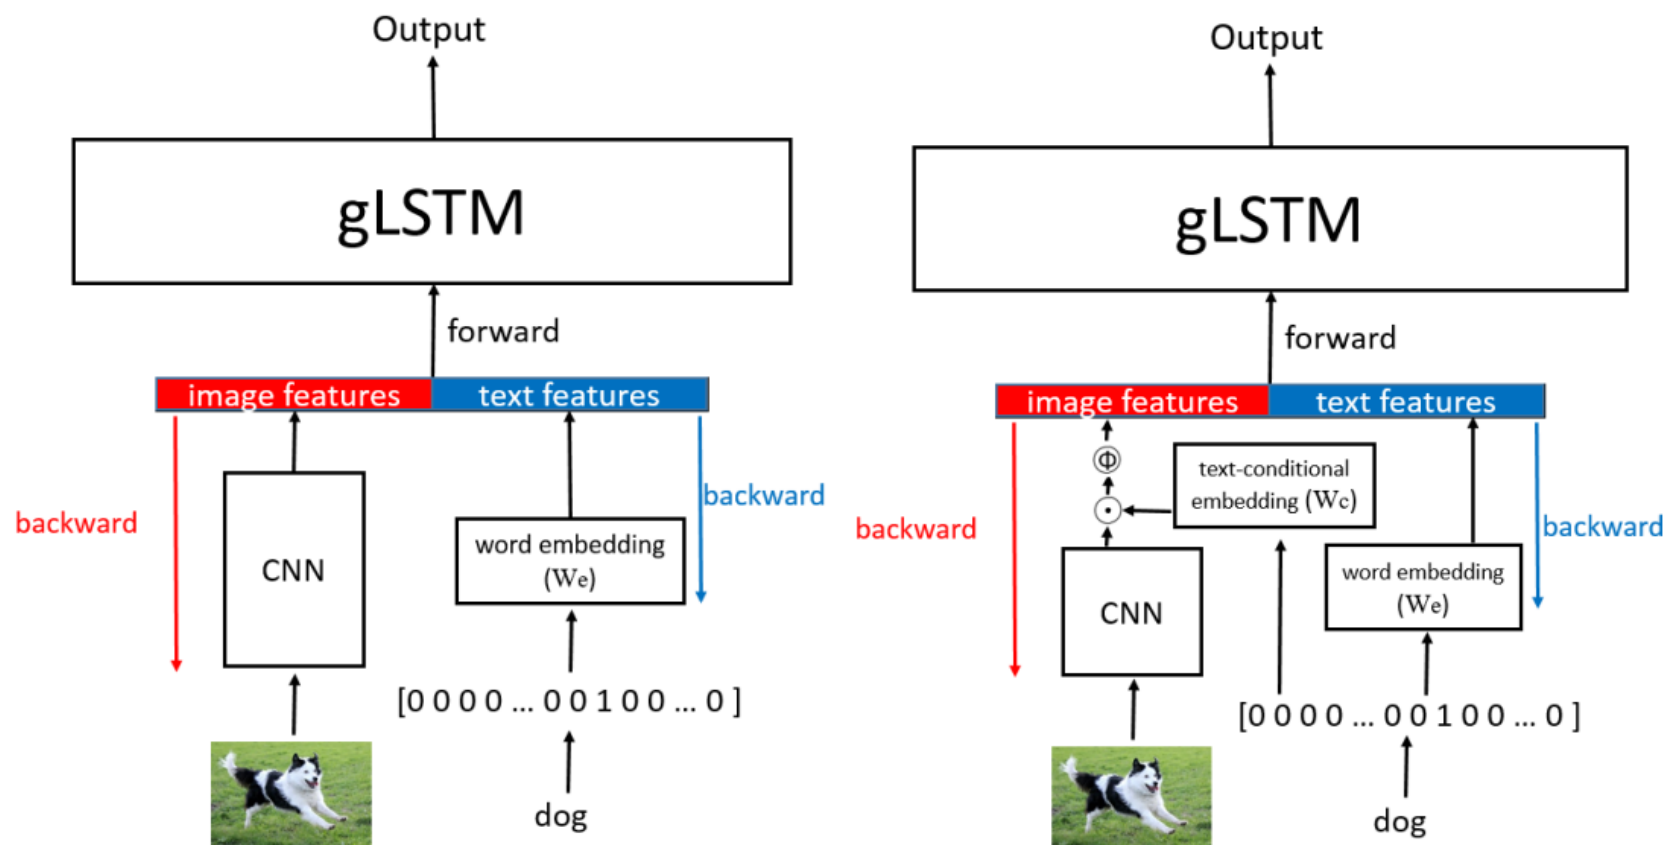 Output
gLSTM
forward
image features text features
backward
backward
CNN
word embedding
(We)
[0 0 0 0 ... 0 0 1 0 0 ... 0 ]
dog
Output
gLSTM
forward
image features text features
Φ
text-conditional
embedding (Wc)
backward
backward
CNN
word embedding
(We)
[0 0 0 0 ... 0 0 1 0 0 ... 0 ]
dog